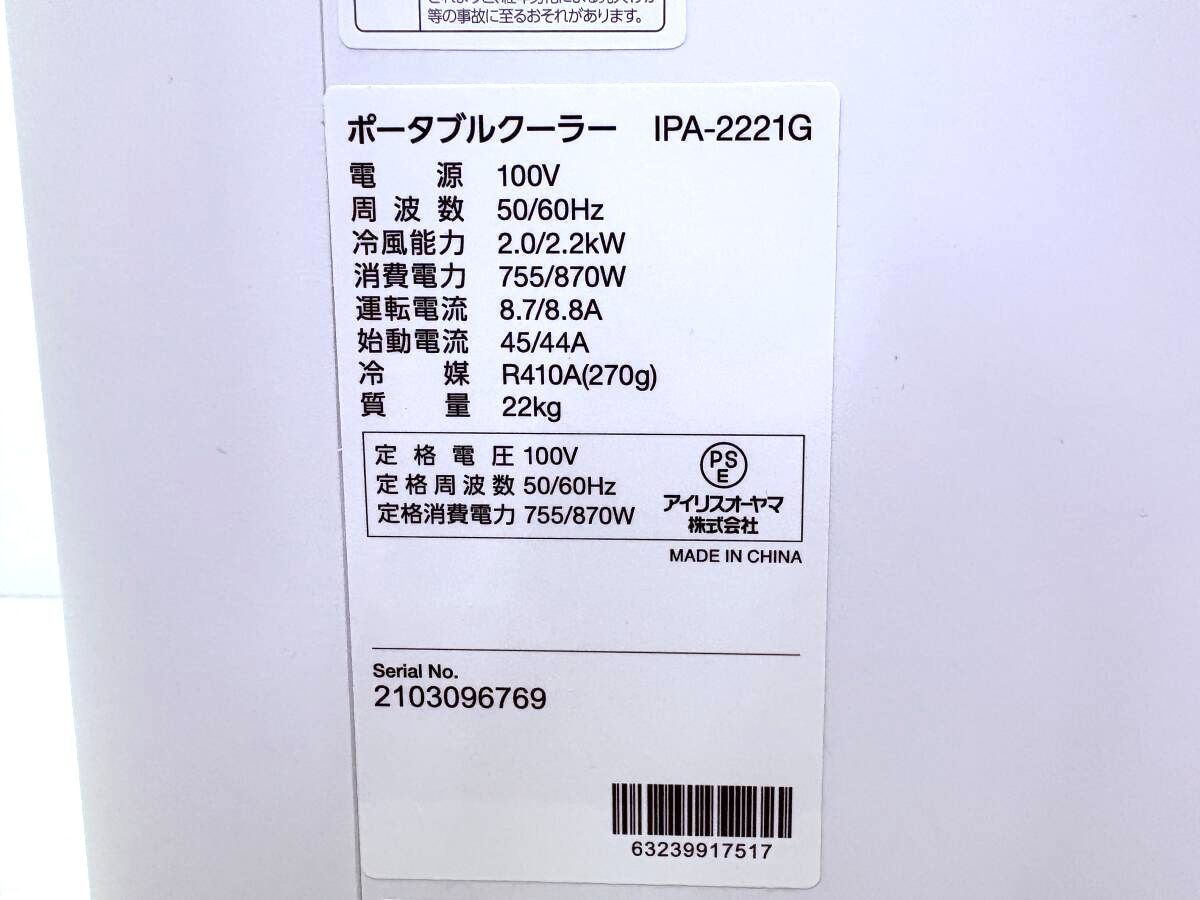 等の事故に至るおそれがあります。
ポータブルクーラー IPA-2221G
電源 100V
周波数 50/60Hz
冷風能力 2.0/2.2kW
消費電力 755/870W
運転電流 8.7/8.8A
始動電流 45/44A
冷媒 R410A(270g)
質量 22kg
定格電圧 100V
定格周波数 50/60Hz
定格消費電力 755/870W
PSE
アイリスオーヤマ
株式会社
MADE IN CHINA
Serial No.
2103096769
63239917517